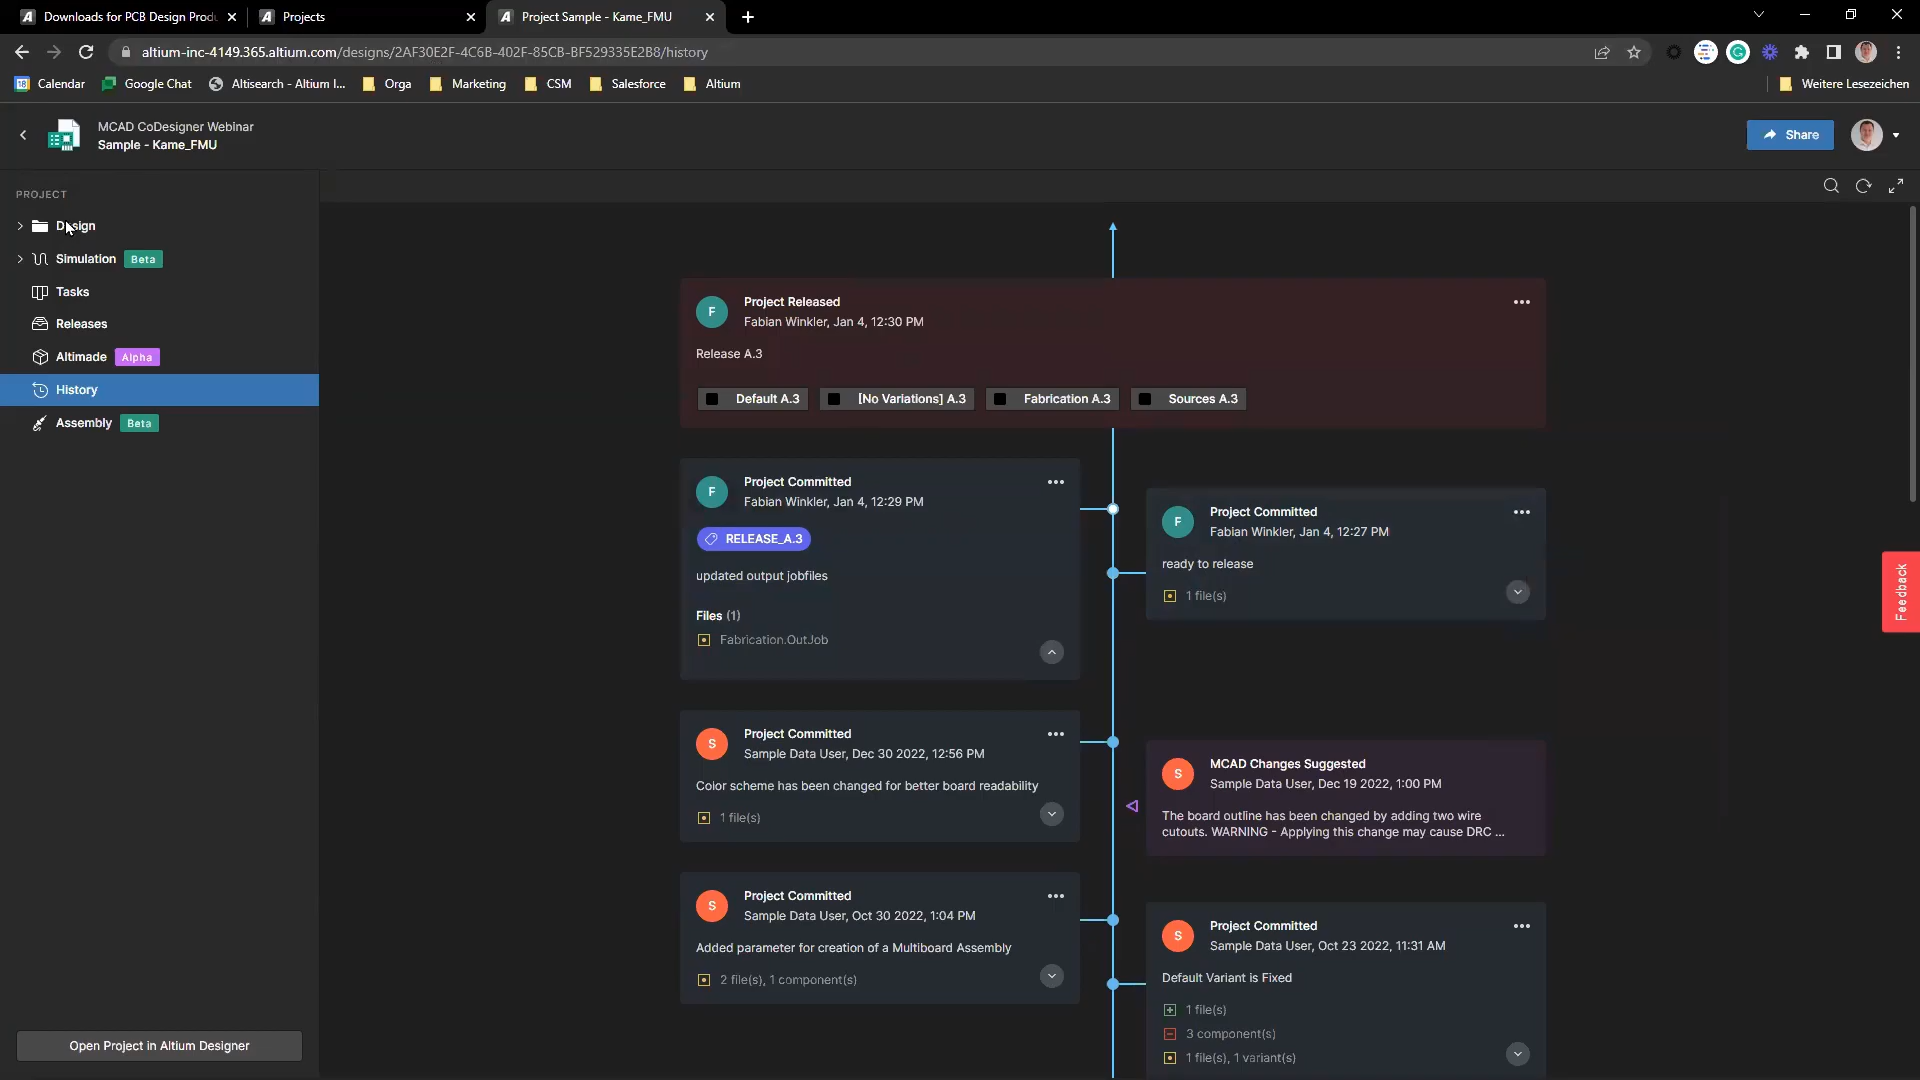 Downloads for PCB Design Produ
Projects
Project Sample - Kame_FMU
altium-inc-4149.365.altium.com/designs/2AF30E2F-4C6B-402F-85CB-BF529335E2B8/history
18
Calendar
Google Chat
Altisearch - Altium I...
Orga
Marketing
CSM
Salesforce
Altium
Weitere Lesezeichen
MCAD CoDesigner Webinar
Sample - Kame_FMU
Share
PROJECT
Design
Simulation Beta
Tasks
Releases
Altimade Alpha
History
Assembly Beta
Open Project in Altium Designer
F
Project Released
Fabian Winkler, Jan 4, 12:30 PM
Release A.3
Default A.3
[No Variations] A.3
Fabrication A.3
Sources A.3
F
Project Committed
Fabian Winkler, Jan 4, 12:29 PM
RELEASE_A.3
updated output jobfiles
Files (1)
Fabrication.OutJob
F
Project Committed
Fabian Winkler, Jan 4, 12:27 PM
ready to release
1 file(s)
S
Project Committed
Sample Data User, Dec 30 2022, 12:56 PM
Color scheme has been changed for better board readability
1 file(s)
S
MCAD Changes Suggested
Sample Data User, Dec 19 2022, 1:00 PM
The board outline has been changed by adding two wire
cutouts. WARNING - Applying this change may cause DRC ...
S
Project Committed
Sample Data User, Oct 30 2022, 1:04 PM
Added parameter for creation of a Multiboard Assembly
2 file(s), 1 component(s)
S
Project Committed
Sample Data User, Oct 23 2022, 11:31 AM
Default Variant is Fixed
1 file(s)
3 component(s)
1 file(s), 1 variant(s)
Feedback